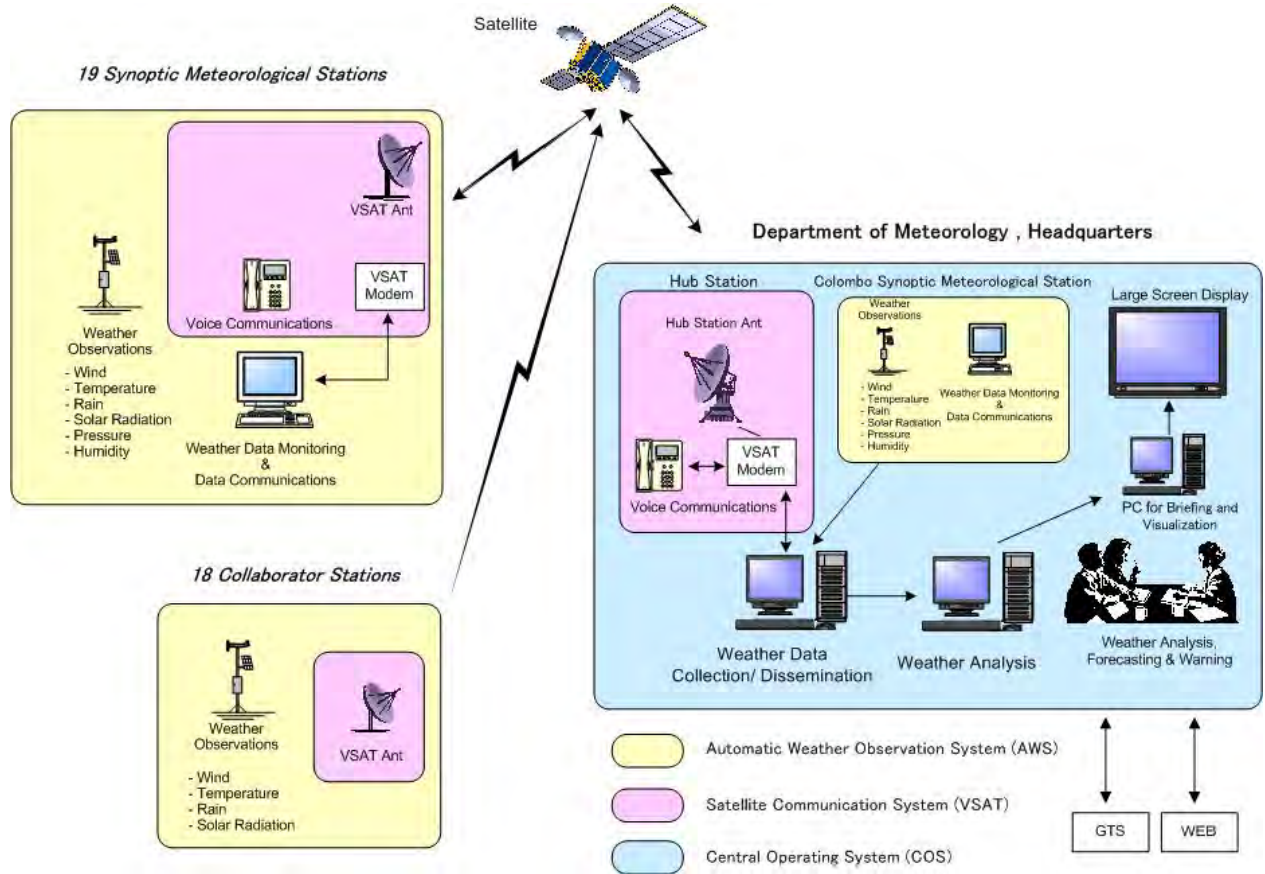 Satellite
19 Synoptic Meteorological Stations
VSAT Ant
VSAT
Modem
Voice Communications
Weather
Observations
- Wind
- Temperature
- Rain
- Solar Radiation
- Pressure
- Humidity
Weather Data Monitoring
&
Data Communications
18 Collaborator Stations
Weather
Observations
- Wind
- Temperature
- Rain
- Solar Radiation
VSAT Ant
Department of Meteorology , Headquarters
Hub Station
Hub Station Ant
VSAT
Modem
Voice Communications
Colombo Synoptic Meteorological Station
Weather
Observations
- Wind
- Temperature
- Rain
- Solar Radiation
- Pressure
- Humidity
Weather Data Monitoring
&
Data Communications
Large Screen Display
PC for Briefing and
Visualization
Weather Data
Collection/ Dissemination
Weather Analysis
Weather Analysis,
Forecasting & Warning
Automatic Weather Observation System (AWS)
Satellite Communication System (VSAT)
Central Operating System (COS)
GTS
WEB